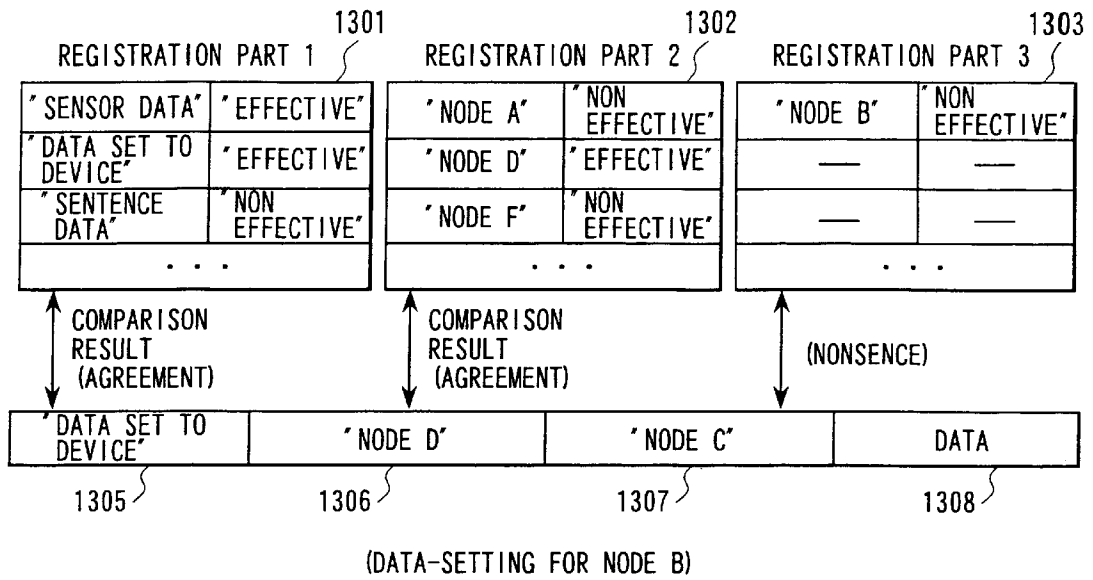 1301
1302
1303
REGISTRATION PART 1
REGISTRATION PART 2
REGISTRATION PART 3
"SENSOR DATA"
"EFFECTIVE"
"NODE A"
"NON
EFFECTIVE"
"NODE B"
"NON
EFFECTIVE"
"DATA SET TO
DEVICE"
"EFFECTIVE"
"NODE D"
"EFFECTIVE"
—
—
"SENTENCE
DATA"
"NON
EFFECTIVE"
"NODE F"
"NON
EFFECTIVE"
—
—
...
...
...
COMPARISON
RESULT
(AGREEMENT)
COMPARISON
RESULT
(AGREEMENT)
(NONSENCE)
"DATA SET TO
DEVICE"
"NODE D"
"NODE C"
DATA
1305
1306
1307
1308
(DATA-SETTING FOR NODE B)